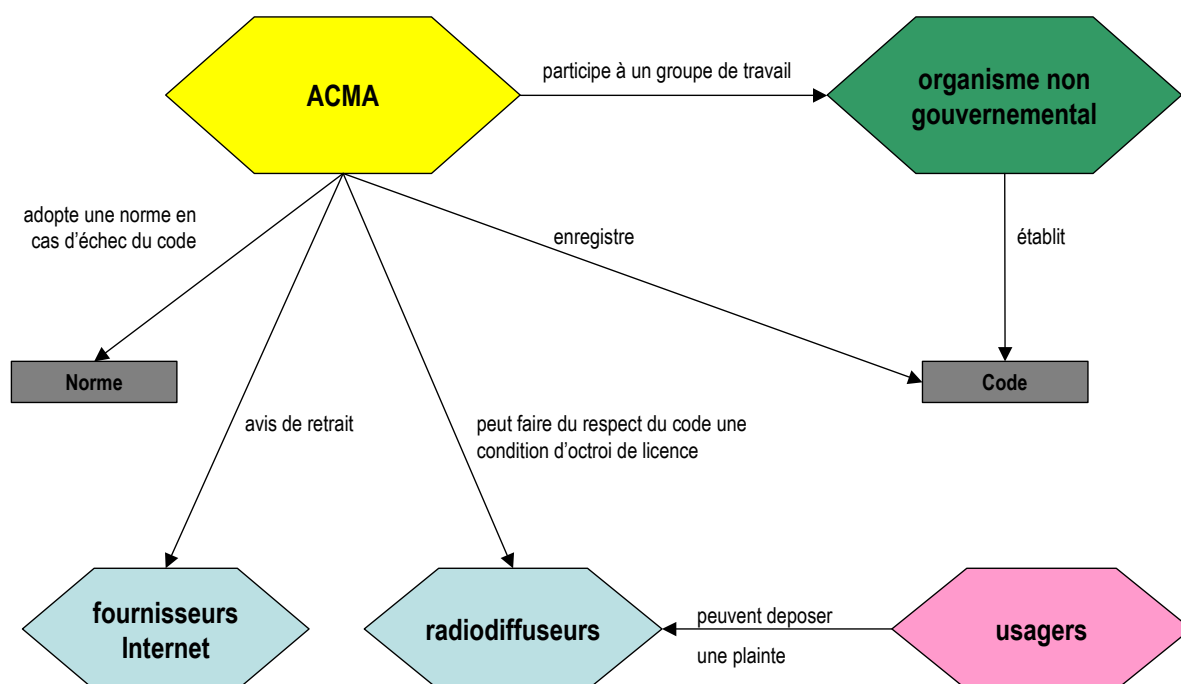 ACMA
participe à un groupe de travail
organisme non
gouvernemental
adopte une norme en
cas d'échec du code
enregistre
établit
Norme
Code
avis de retrait
peut faire du respect du code une
condition d'octroi de licence
fournisseurs
Internet
radiodiffuseurs
peuvent deposer
une plainte
usagers